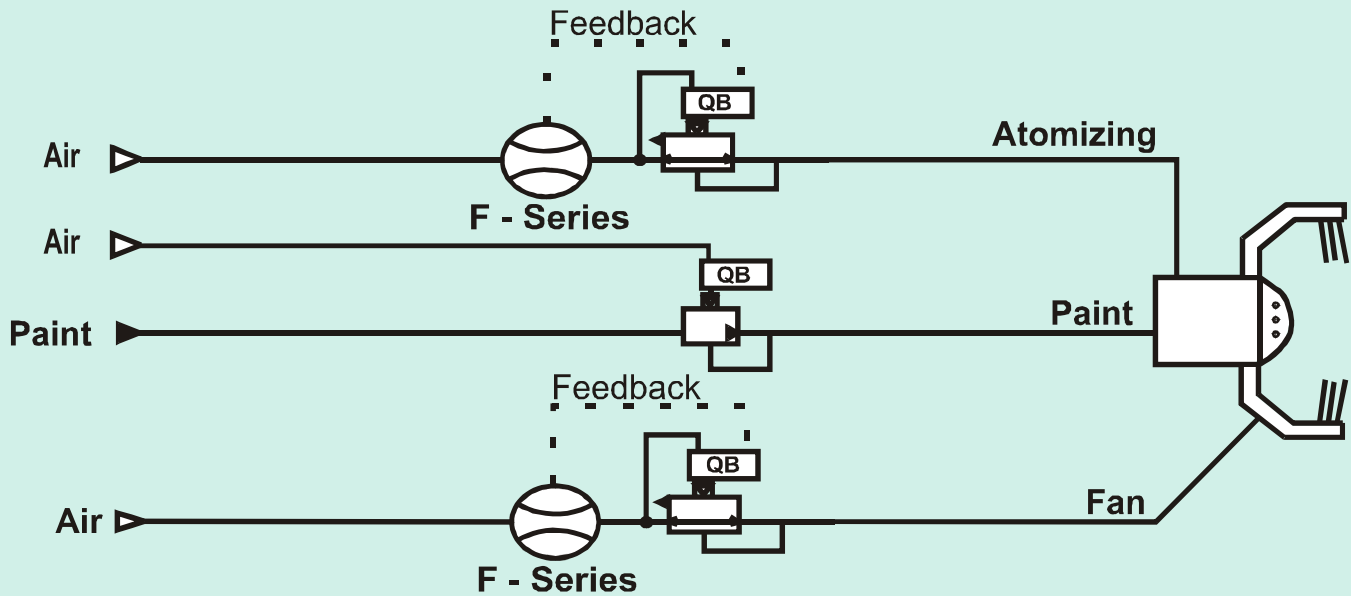 Feedback
QB
Air
Atomizing
F - Series
Air
QB
Paint
Paint
Feedback
QB
Air
Fan
F - Series